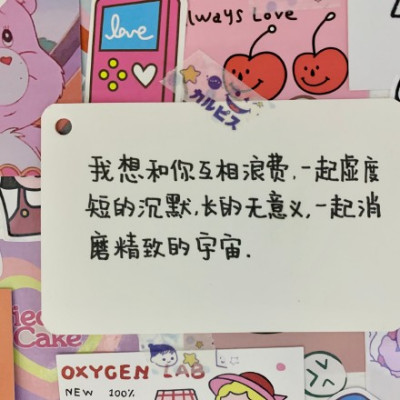 love
always Love
カルピス
我想和你互相浪费,一起虚度
短的沉默,长的无意义,一起消
磨精致的宇宙.
Cake
OXYGEN LAB
NEW 100%